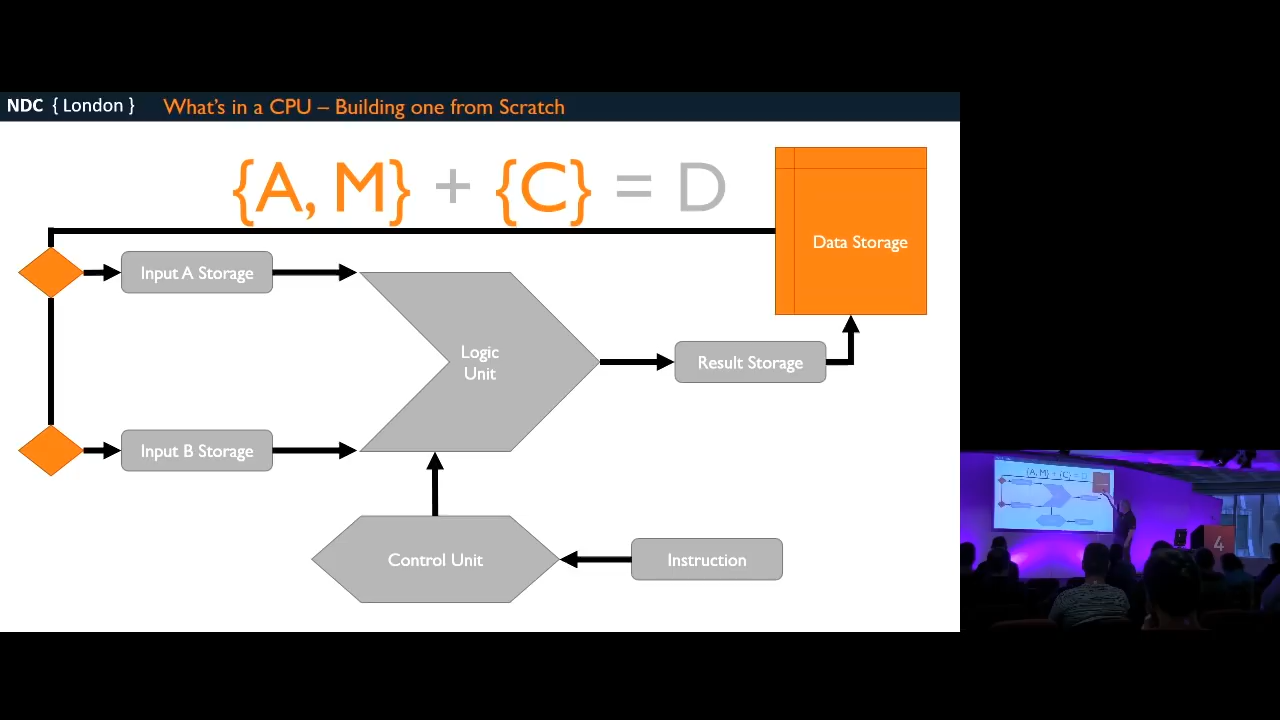 NDC { London } What's in a CPU – Building one from Scratch
{A, M} + {C} = D
Data Storage
Input A Storage
Logic
Unit
Result Storage
Input B Storage
Control Unit
Instruction
{A, M} + {C} = D
4